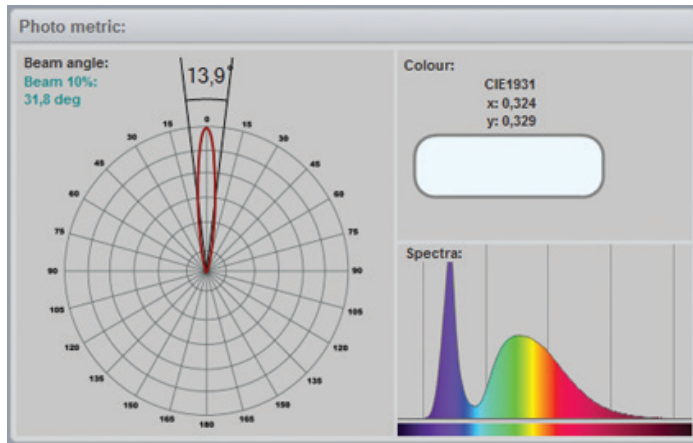 Photo metric:
Beam angle:
Beam 10%:
31,8 deg
13,9°
0
15 15
30 30
45 45
60 60
75 75
90 90
105 105
120 120
135 135
150 150
165 165
180
Colour:
CIE1931
x: 0,324
y: 0,329
Spectra: